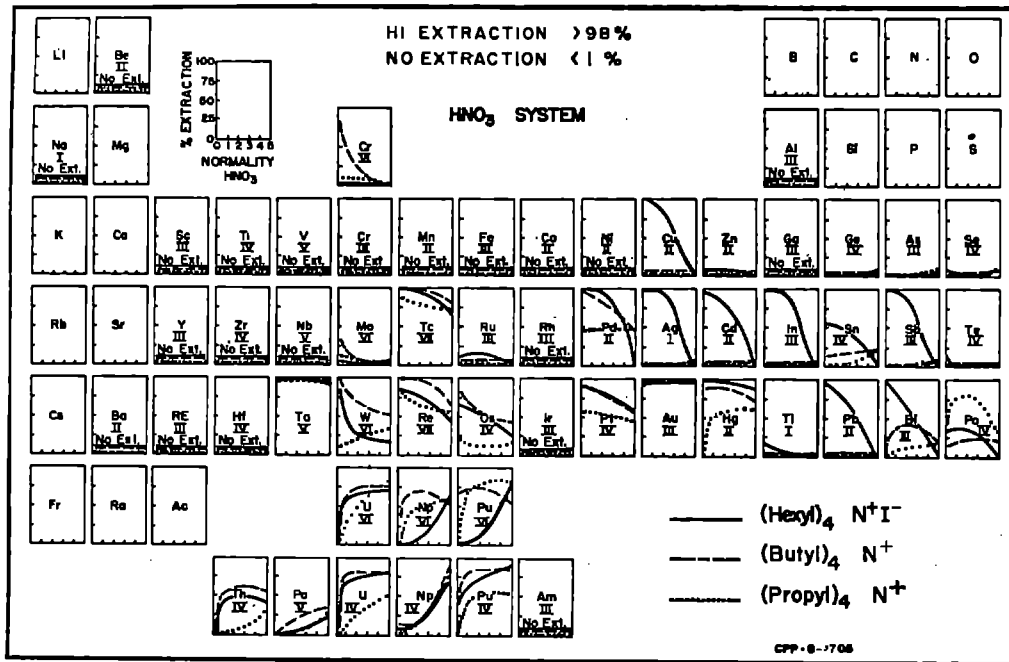 HI EXTRACTION >98%
NO EXTRACTION <1%
HNO3 SYSTEM
% EXTRACTION
100
75
50
25
0
0 1 2 3 4 5
NORMALITY
HNO3
Li
Be
II
No Ext.
B
C
N
O
Na
I
No Ext.
Mg
Al
III
No Ext.
Si
P
S
K
Ca
Sc
III
No Ext.
Ti
IV
No Ext.
V
V
No Ext.
Cr
III
No Ext.
Mn
II
No Ext.
Fe
III
No Ext.
Co
II
No Ext.
Ni
II
No Ext.
Cu
II
Zn
II
Ga
III
No Ext.
Ge
IV
As
III
Se
IV
Rb
Sr
Y
III
No Ext.
Zr
IV
No Ext.
Nb
V
No Ext.
Mo
VI
Tc
VII
Ru
III
Rh
III
No Ext.
Pd
II
Ag
I
Cd
II
In
III
Sn
IV
Sb
III
Te
IV
Cs
Ba
II
No Ext.
RE
III
No Ext.
Hf
IV
No Ext.
Ta
V
W
VI
Re
VII
Os
IV
Ir
III
No Ext.
Pt
IV
Au
III
Hg
II
Tl
I
Pb
II
Bi
III
Po
IV
Fr
Ra
Ac
U
VI
Np
VI
Pu
VI
Th
IV
Pa
V
U
IV
Np
IV
Pu
IV
Am
III
No Ext.
(Hexyl)4 N+I-
(Butyl)4 N+
(Propyl)4 N+